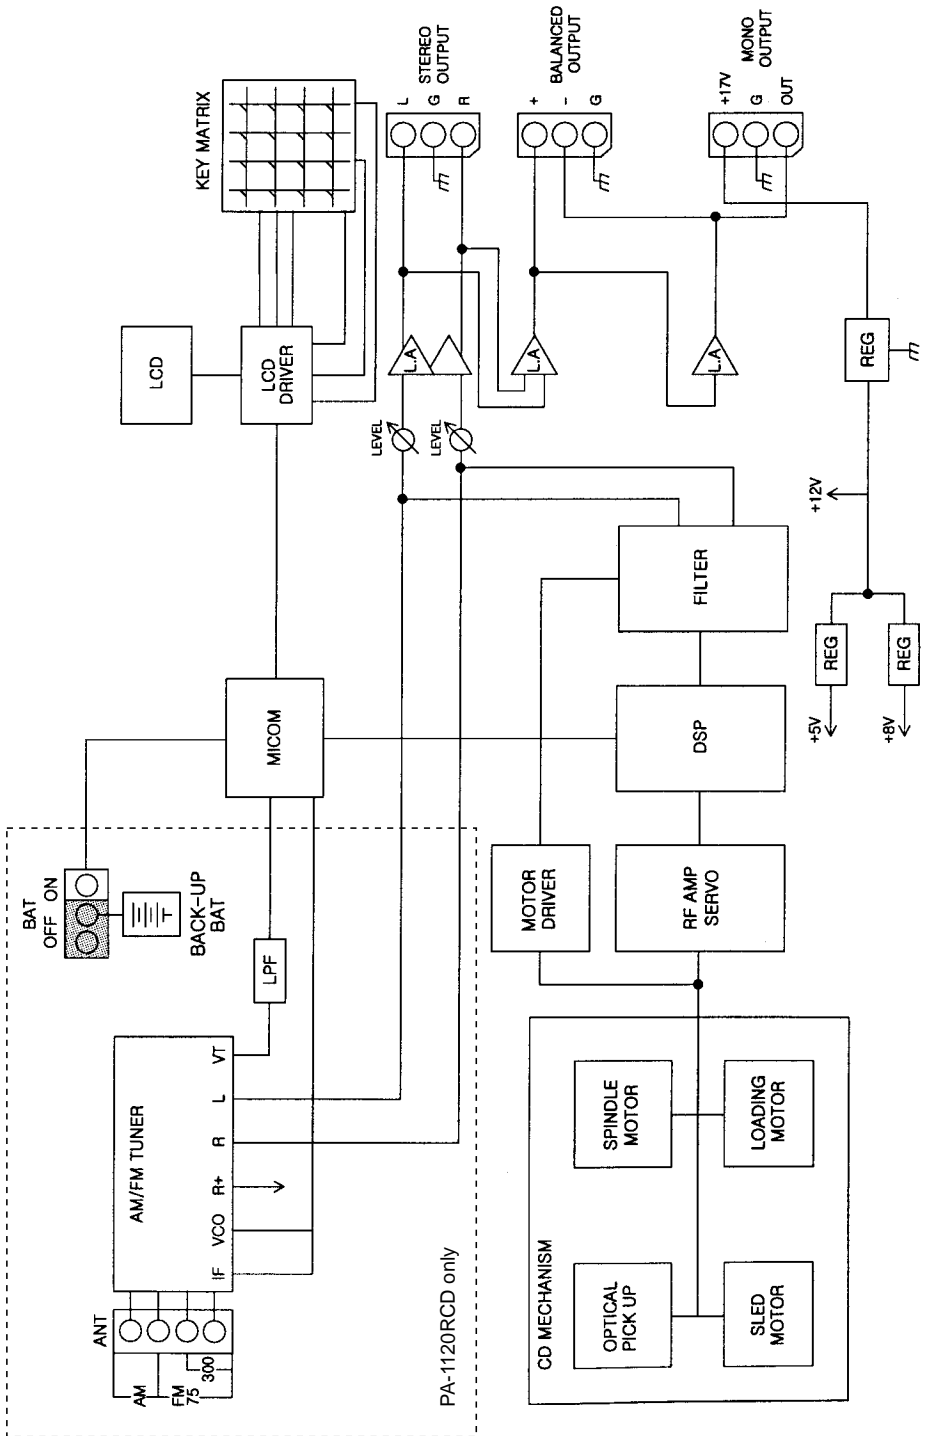 ANT
AM
FM
75
300
AM/FM TUNER
IF
VCO
R+
R
L
VT
LPF
BAT
OFF ON
BACK-UP
BAT
PA-1120RCD only
MICOM
LCD
LCD
DRIVER
KEY MATRIX
LEVEL
LEVEL
L.A
L.A
L.A
L
G
R
STEREO
OUTPUT
+
-
G
BALANCED
OUTPUT
+17V
G
OUT
MONO
OUTPUT
CD MECHANISM
OPTICAL
PICK UP
SPINDLE
MOTOR
SLED
MOTOR
LOADING
MOTOR
MOTOR
DRIVER
RF AMP
SERVO
DSP
FILTER
+5V
REG
+8V
REG
+12V
REG